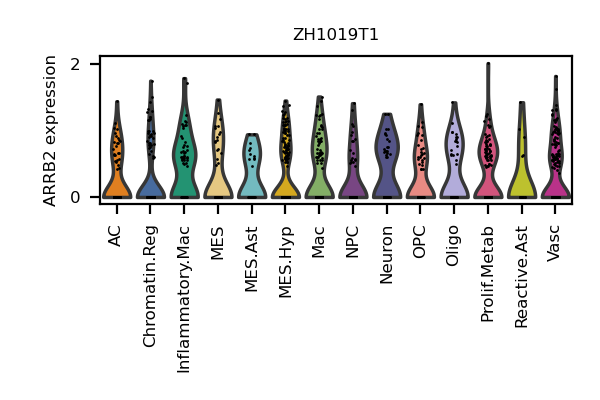 ZH1019T1
ARRB2 expression
2
0
AC
Chromatin.Reg
Inflammatory.Mac
MES
MES.Ast
MES.Hyp
Mac
NPC
Neuron
OPC
Oligo
Prolif.Metab
Reactive.Ast
Vasc